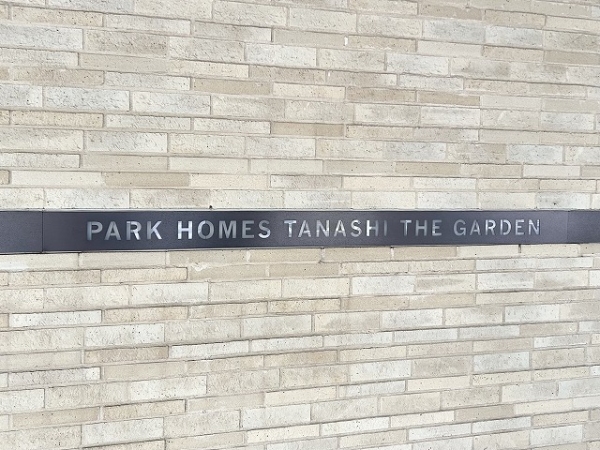 PARK HOMES TANASHI THE GARDEN